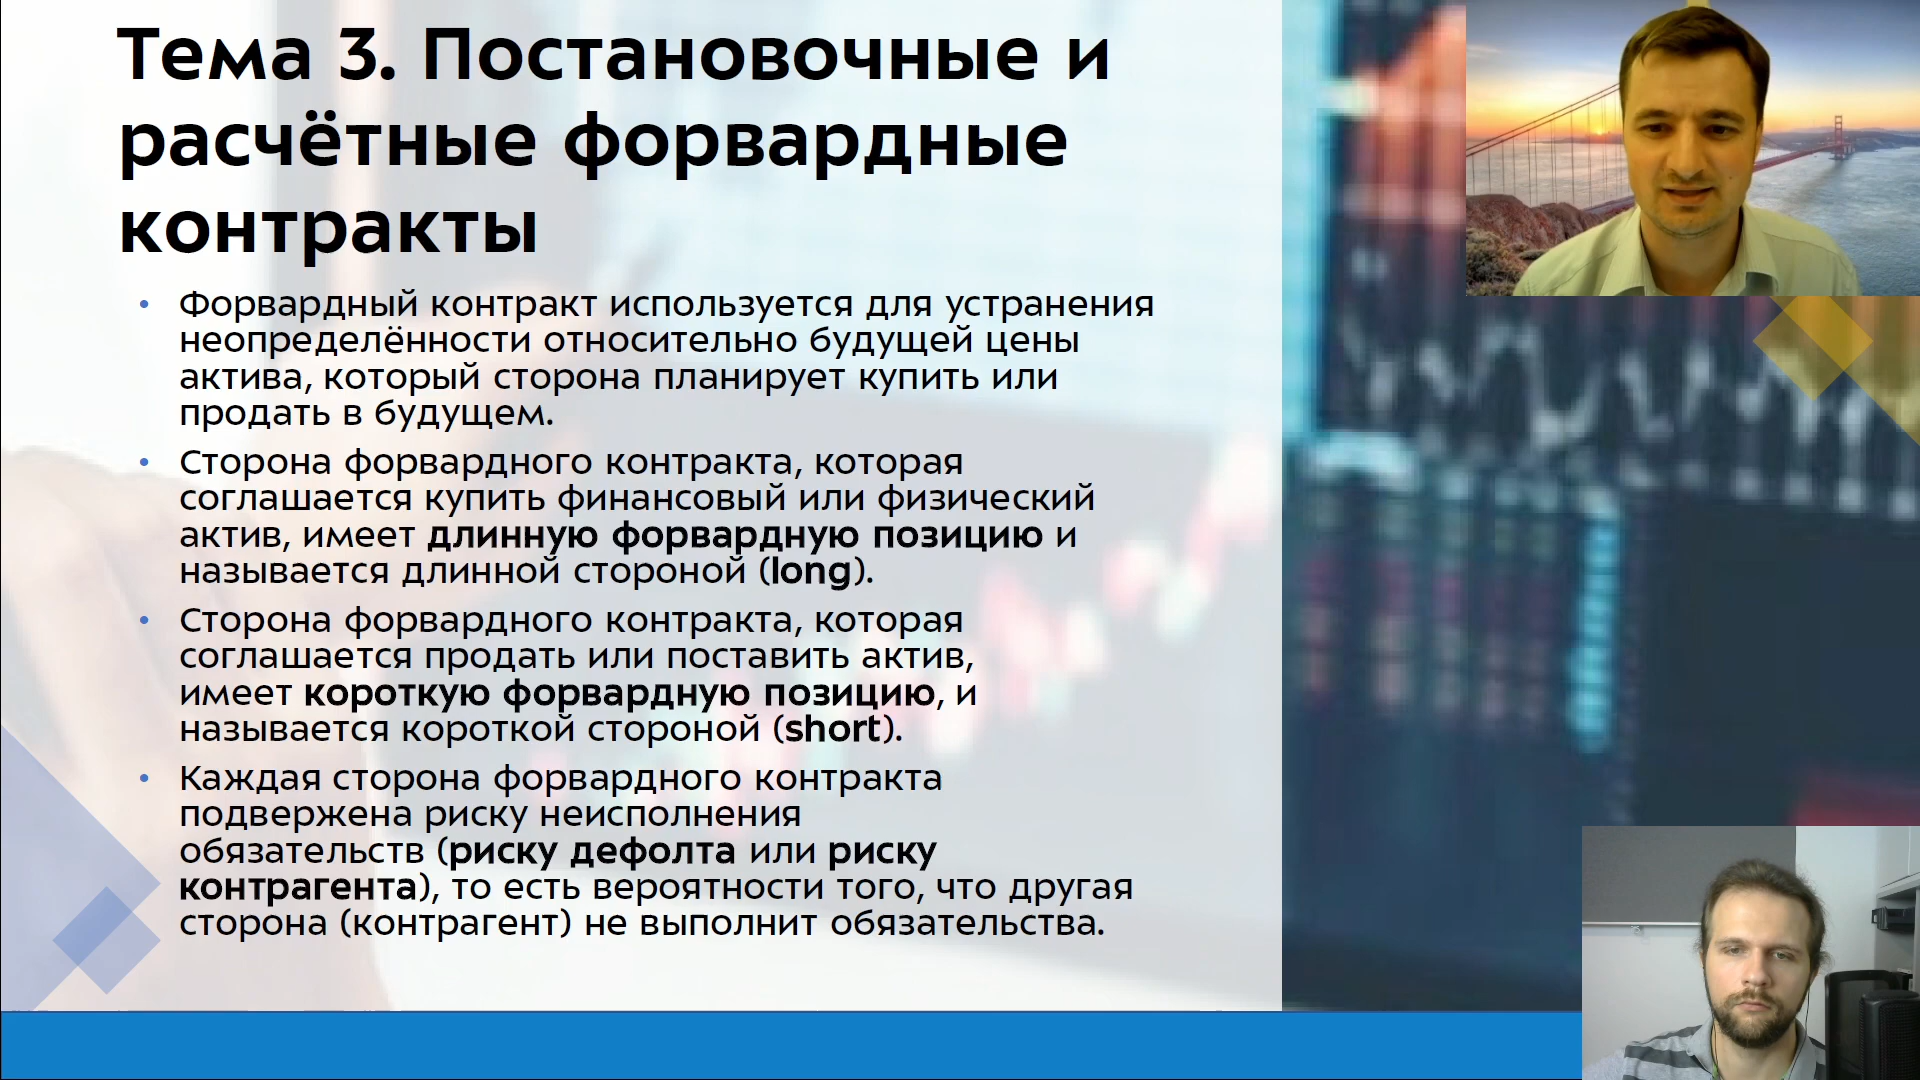 Тема 3. Постановочные и
расчётные форвардные
контракты
• Форвардный контракт используется для устранения
неопределённости относительно будущей цены
актива, который сторона планирует купить или
продать в будущем.
• Сторона форвардного контракта, которая
соглашается купить финансовый или физический
актив, имеет длинную форвардную позицию и
называется длинной стороной (long).
• Сторона форвардного контракта, которая
соглашается продать или поставить актив,
имеет короткую форвардную позицию, и
называется короткой стороной (short).
• Каждая сторона форвардного контракта
подвержена риску неисполнения
обязательств (риску дефолта или риску
контрагента), то есть вероятности того, что другая
сторона (контрагент) не выполнит обязательства.